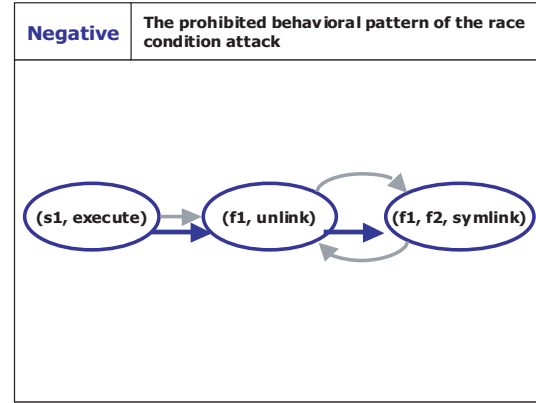 Negative
The prohibited behavioral pattern of the race
condition attack
(s1, execute)
(f1, unlink)
(f1, f2, symlink)